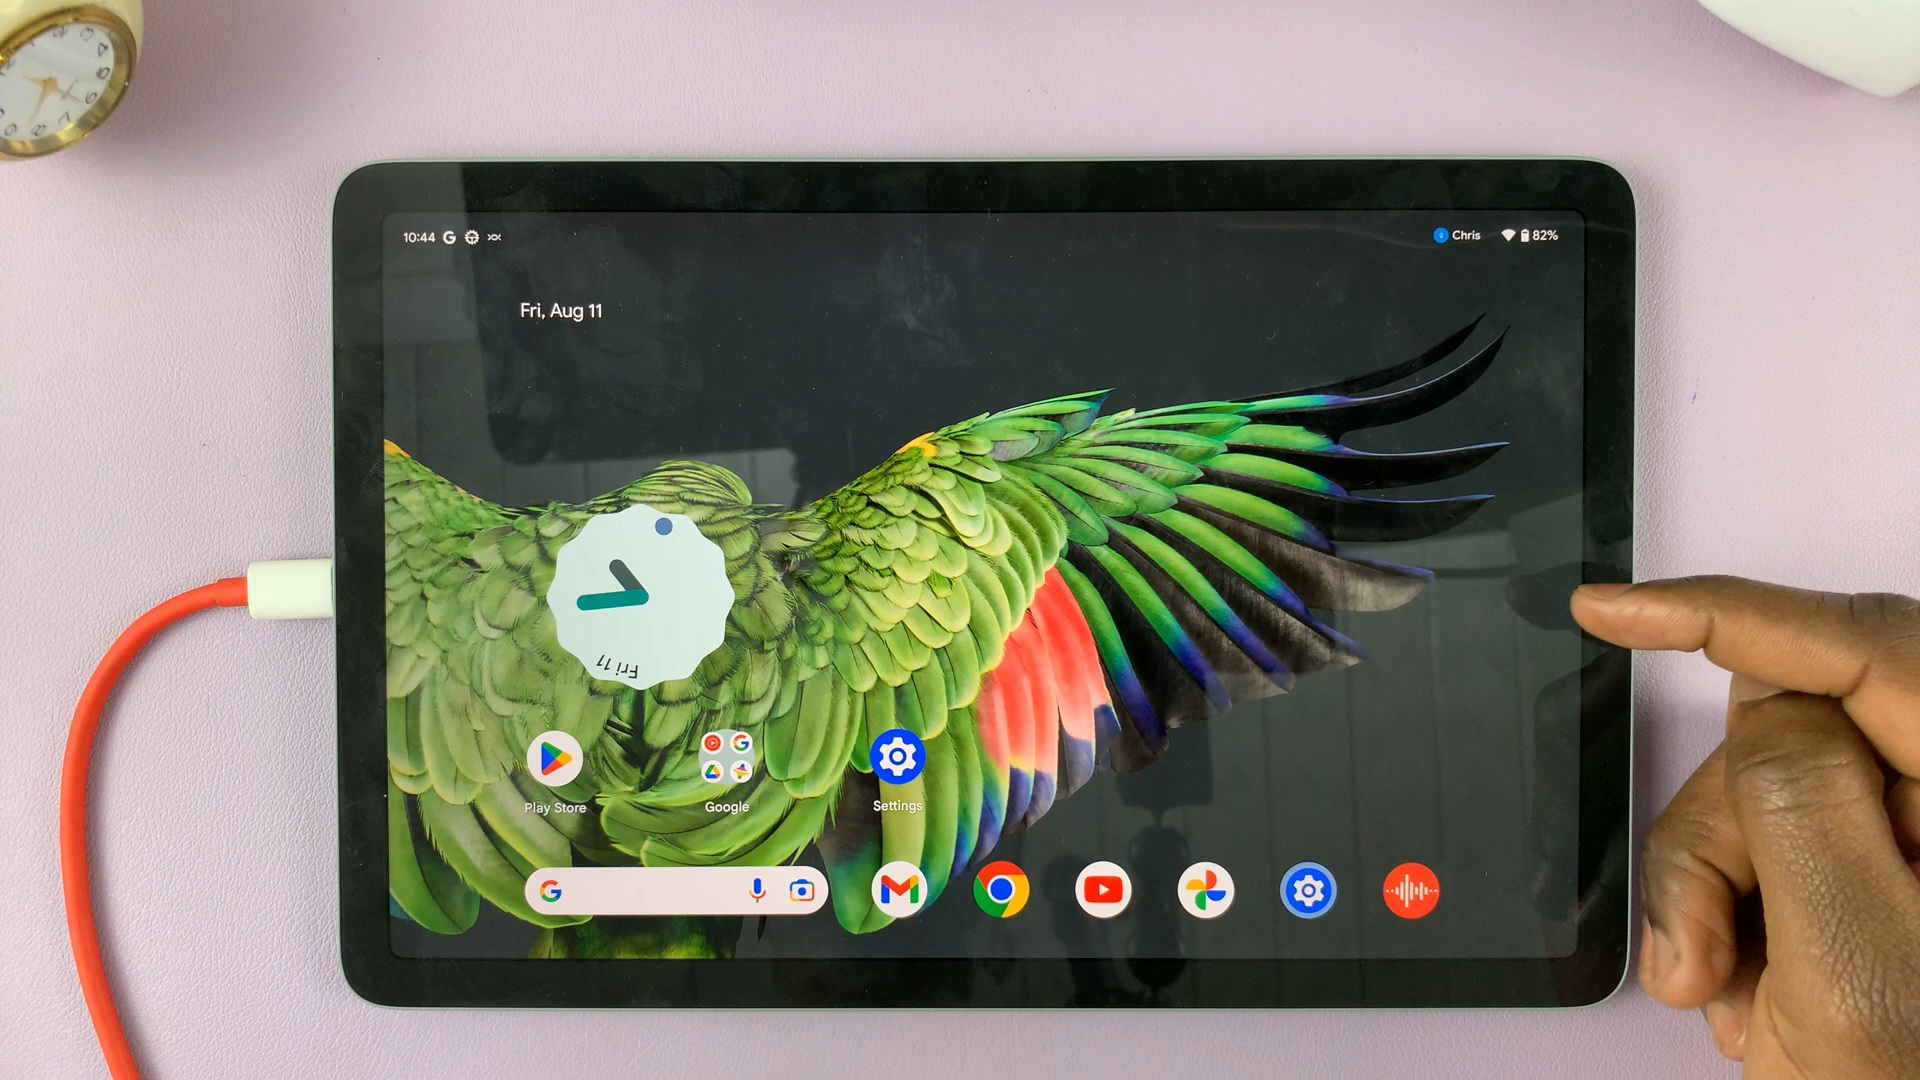 10:44
Chris
82%
Fri, Aug 11
Fri 11
Play Store
Google
Settings